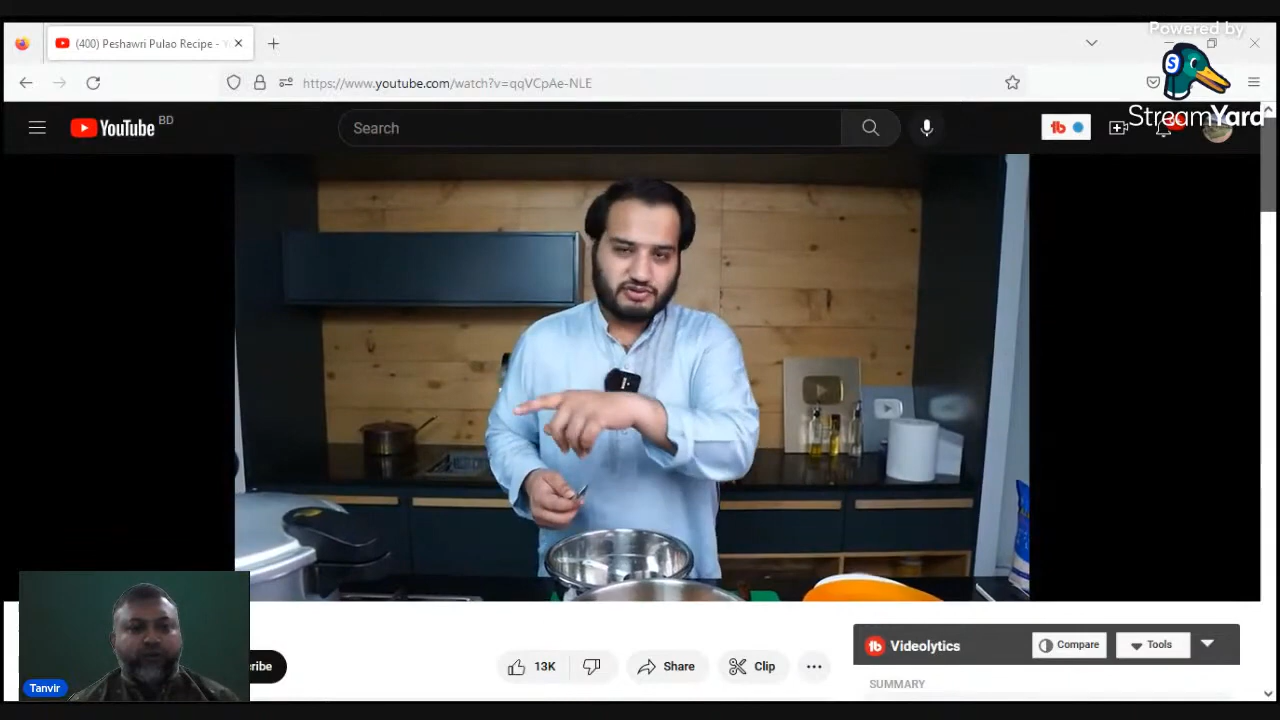 Powered by
StreamYard
(400) Peshawri Pulao Recipe -
https://www.youtube.com/watch?v=qqVCpAe-NLE
YouTube BD
Search
13K
Share
Clip
Videolytics
Compare
Tools
SUMMARY
Tanvir